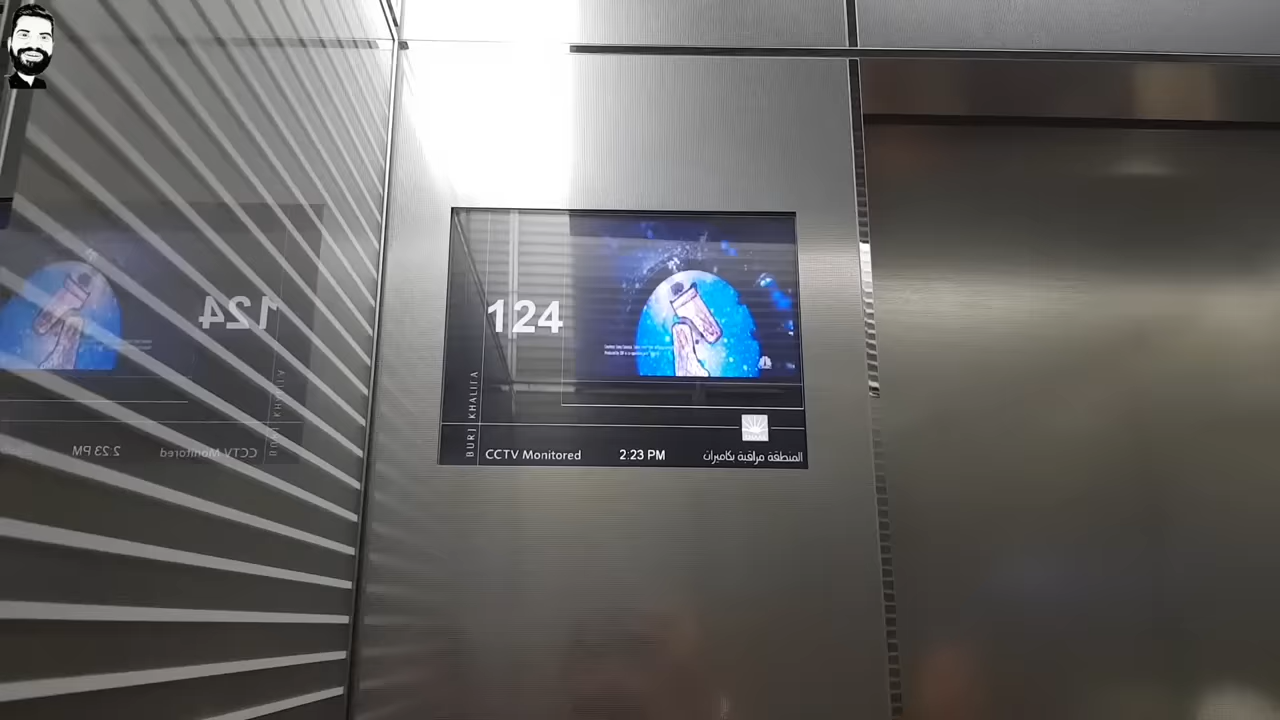 124
BURJ KHALIFA
CCTV Monitored
2:23 PM
المنطقة مراقبة بكاميرات